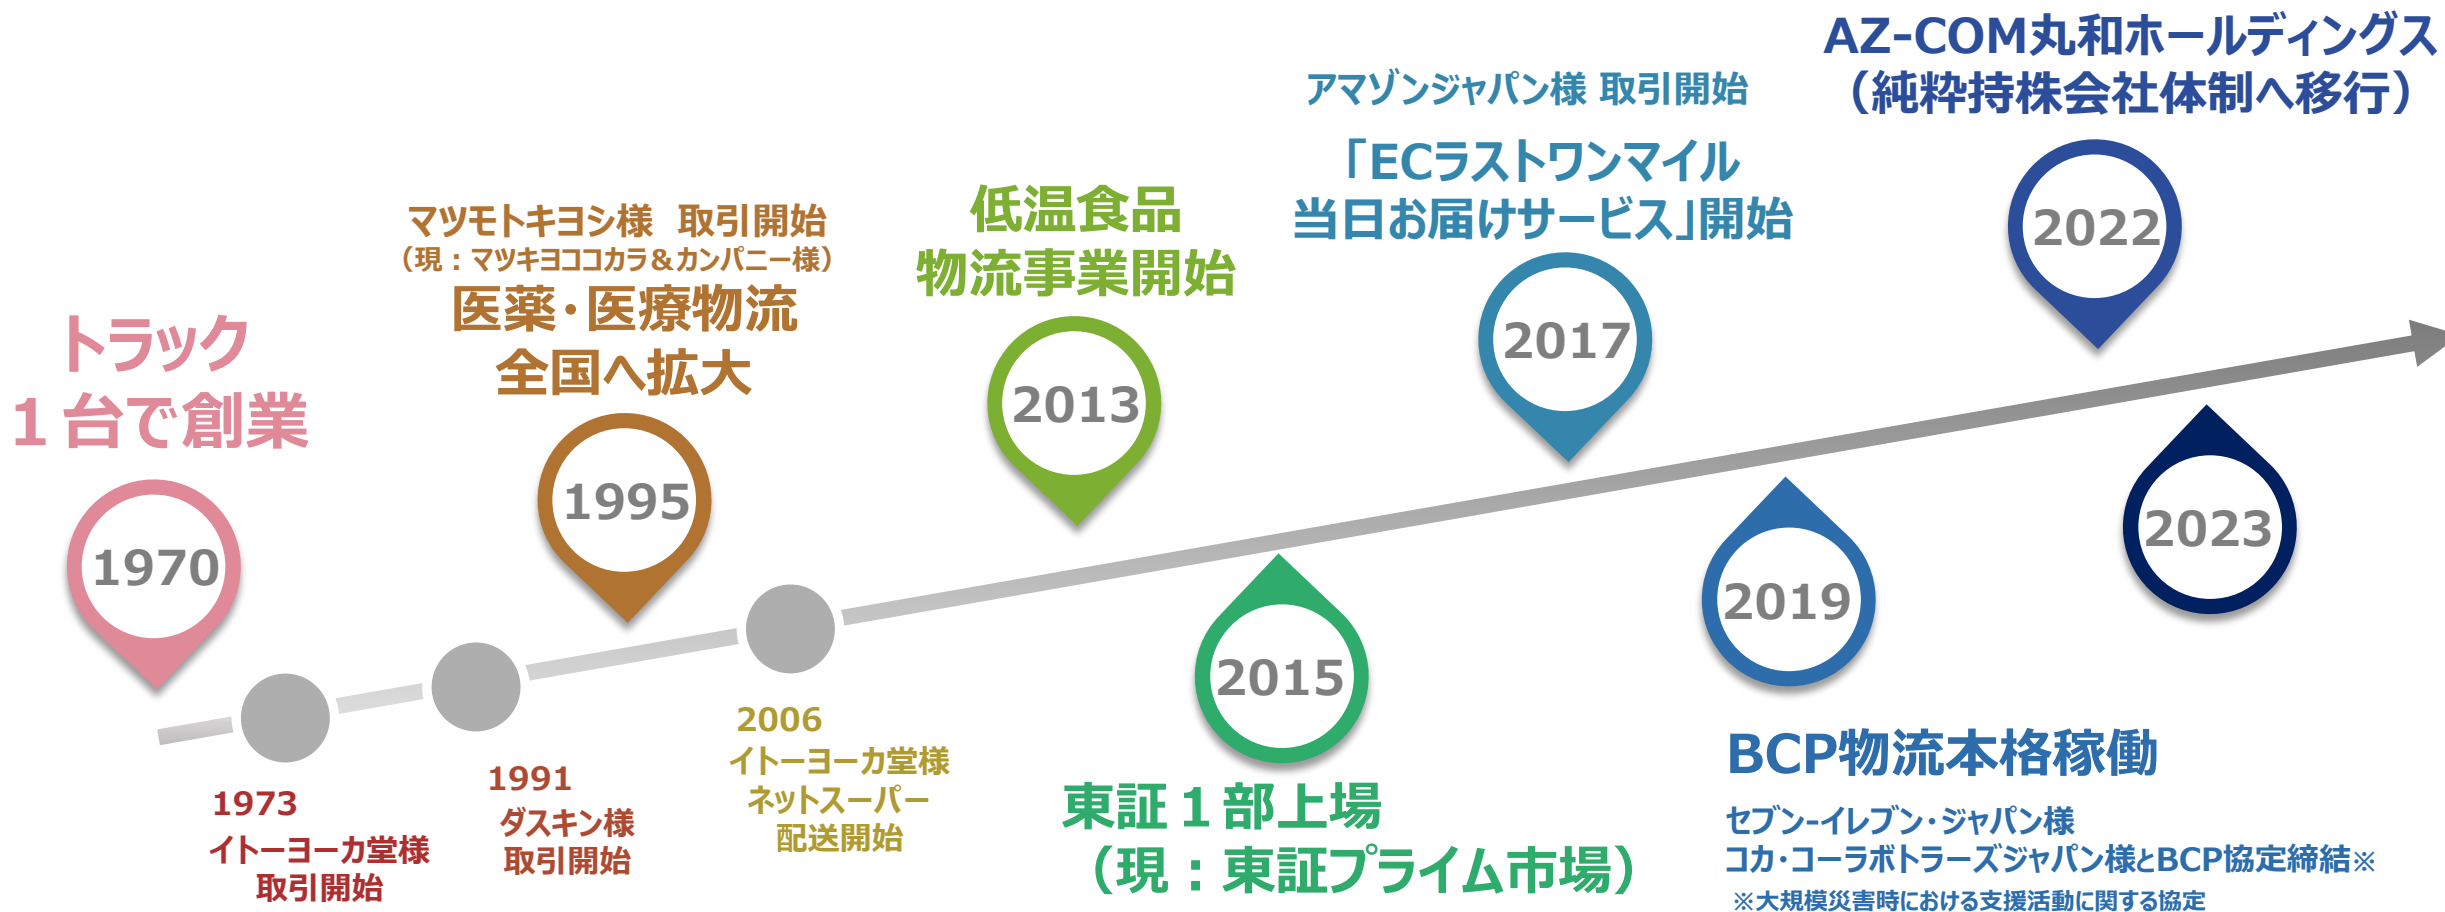 トラック
１台で創業
1970
1973
イトーヨーカ堂様
取引開始
1991
ダスキン様
取引開始
マツモトキヨシ様　取引開始
（現：マツキヨココカラ＆カンパニー様）
医薬・医療物流
全国へ拡大
1995
2006
イトーヨーカ堂様
ネットスーパー
配送開始
低温食品
物流事業開始
2013
2015
東証１部上場
（現：東証プライム市場）
アマゾンジャパン様 取引開始
「ECラストワンマイル
当日お届けサービス」開始
2017
2019
BCP物流本格稼働
セブン-イレブン・ジャパン様
コカ・コーラボトラーズジャパン様とBCP協定締結※
※大規模災害時における支援活動に関する協定
AZ-COM丸和ホールディングス
（純粋持株会社体制へ移行）
2022
2023